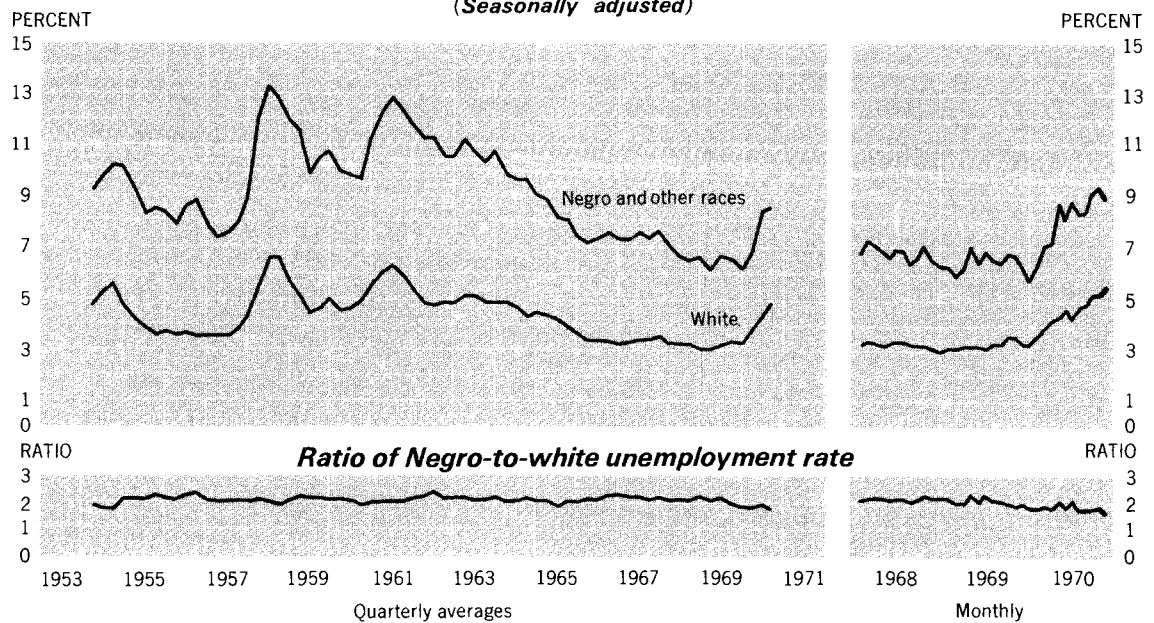 (Seasonally adjusted)
PERCENT PERCENT
15 15
13 13
11 11
9 9
7 7
5 5
3 3
1 1
0 0
Negro and other races
White
RATIO RATIO
Ratio of Negro-to-white unemployment rate
3 3
2 2
1 1
0 0
1953 1955 1957 1959 1961 1963 1965 1967 1969 1971 1968 1969 1970
Quarterly averages Monthly